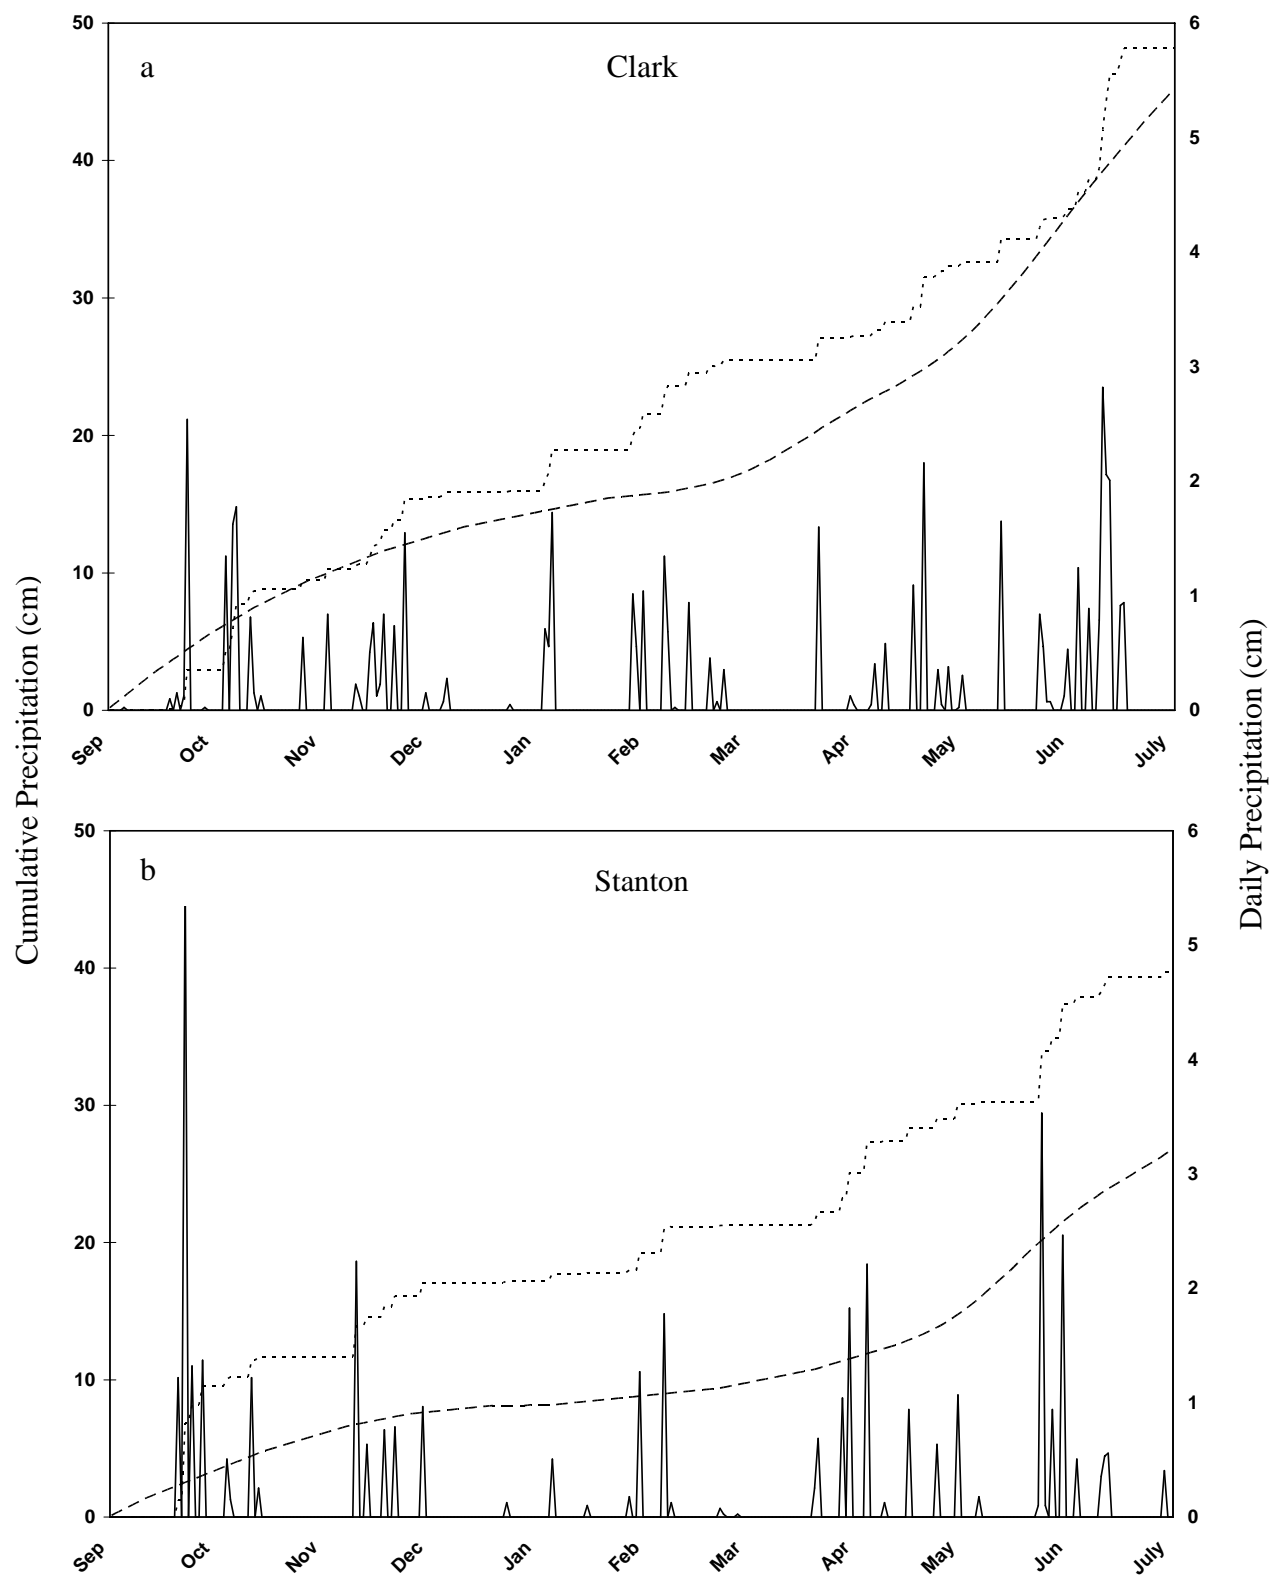 a
Clark
50
40
30
20
10
0
6
5
4
3
2
1
0
Sep
Oct
Nov
Dec
Jan
Feb
Mar
Apr
May
Jun
July
Cumulative Precipitation (cm)
Daily Precipitation (cm)
b
Stanton
50
40
30
20
10
0
6
5
4
3
2
1
0
Sep
Oct
Nov
Dec
Jan
Feb
Mar
Apr
May
Jun
July